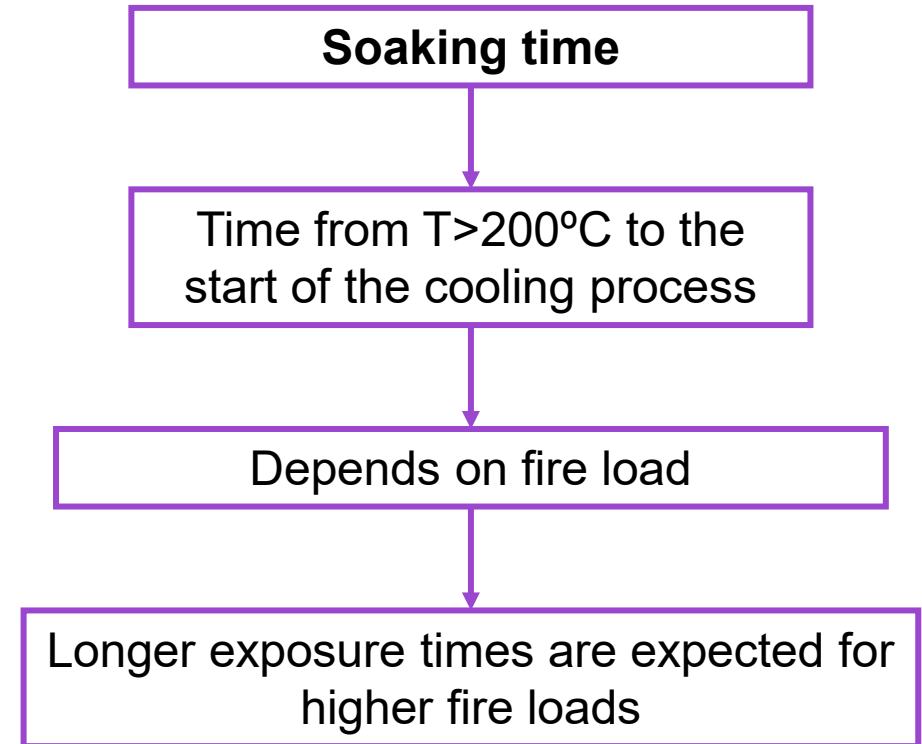 Soaking time
Time from T>200ºC to the
start of the cooling process
Depends on fire load
Longer exposure times are expected for
higher fire loads